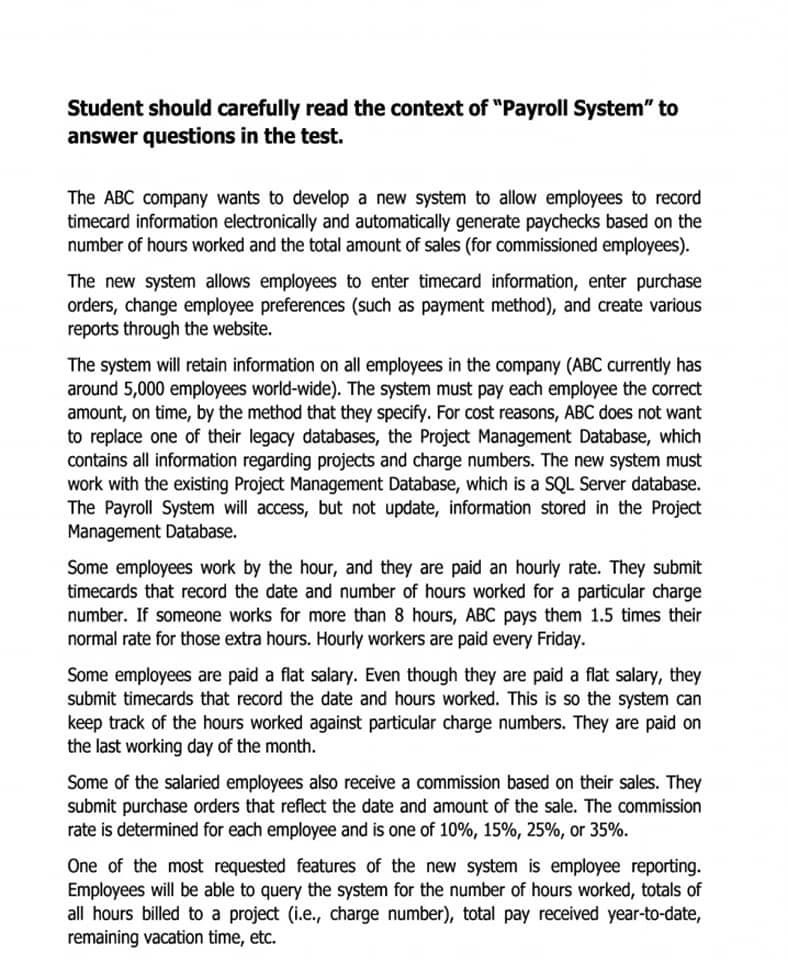 Student should carefully read the context of “Payroll System” to
answer questions in the test.
The ABC company wants to develop a new system to allow employees to record
timecard information electronically and automatically generate paychecks based on the
number of hours worked and the total amount of sales (for commissioned employees).
The new system allows employees to enter timecard information, enter purchase
orders, change employee preferences (such as payment method), and create various
reports through the website.
The system will retain information on all employees in the company (ABC currently has
around 5,000 employees world-wide). The system must pay each employee the correct
amount, on time, by the method that they specify. For cost reasons, ABC does not want
to replace one of their legacy databases, the Project Management Database, which
contains all information regarding projects and charge numbers. The new system must
work with the existing Project Management Database, which is a SQL Server database.
The Payroll System will access, but not update, information stored in the Project
Management Database.
Some employees work by the hour, and they are paid an hourly rate. They submit
timecards that record the date and number of hours worked for a particular charge
number. If someone works for more than 8 hours, ABC pays them 1.5 times their
normal rate for those extra hours. Hourly workers are paid every Friday.
Some employees are paid a flat salary. Even though they are paid a flat salary, they
submit timecards that record the date and hours worked. This is so the system can
keep track of the hours worked against particular charge numbers. They are paid on
the last working day of the month.
Some of the salaried employees also receive a commission based on their sales. They
submit purchase orders that reflect the date and amount of the sale. The commission
rate is determined for each employee and is one of 10%, 15%, 25%, or 35%.
One of the most requested features of the new system is employee reporting.
Employees will be able to query the system for the number of hours worked, totals of
all hours billed to a project (i.e., charge number), total pay received year-to-date,
remaining vacation time, etc.